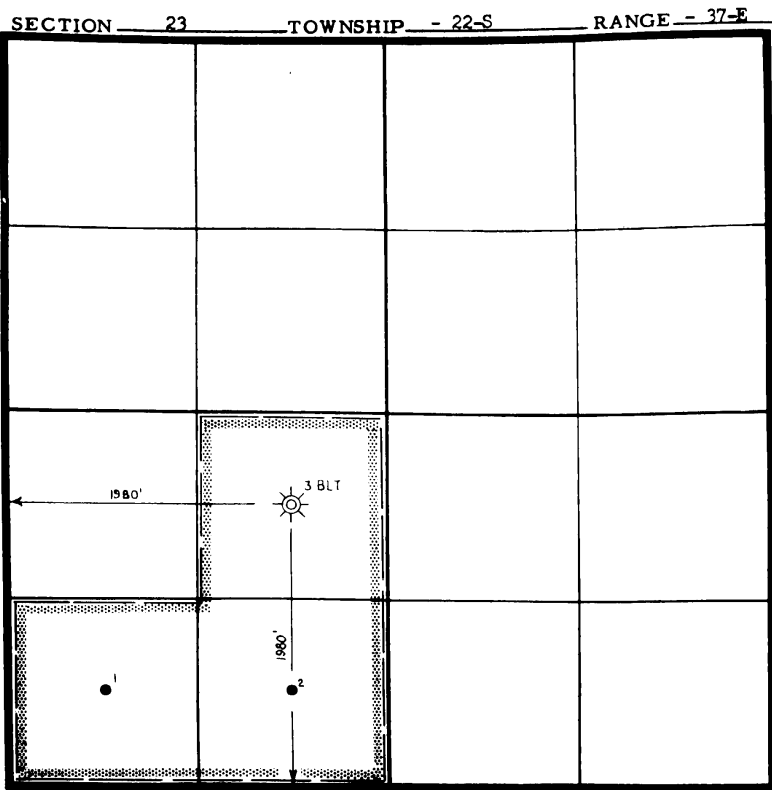 SECTION 23 TOWNSHIP - 22-S RANGE - 37-E
3 BLT
1980'
1980'
1
2